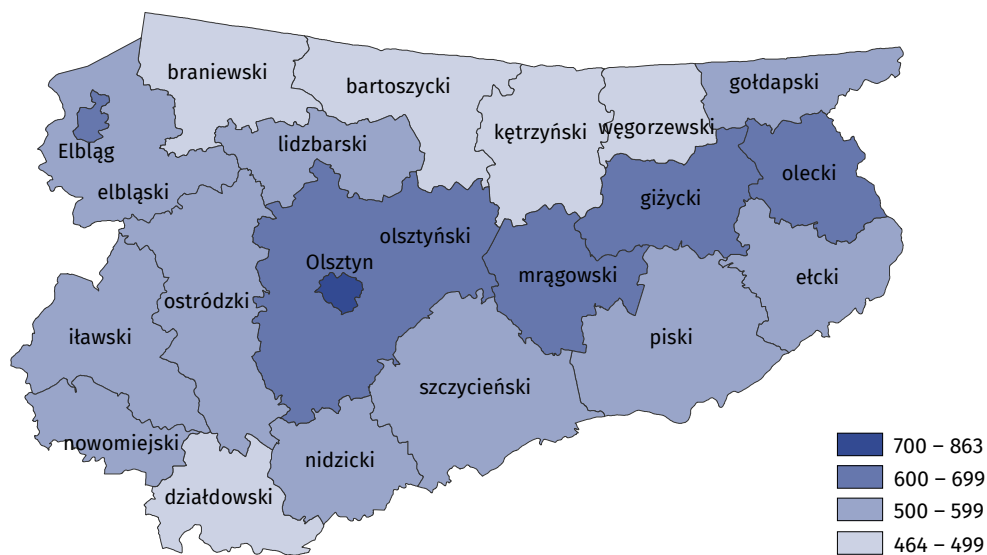 braniewski
bartoszycki
gołdapski
kętrzyński
węgorzewski
Elbląg
lidzbarski
elbląski
olecki
giżycki
olsztyński
Olsztyn
mrągowski
ełcki
ostródzki
iławski
piski
szczycieński
nowomiejski
nidzicki
działdowski
700 – 863
600 – 699
500 – 599
464 – 499